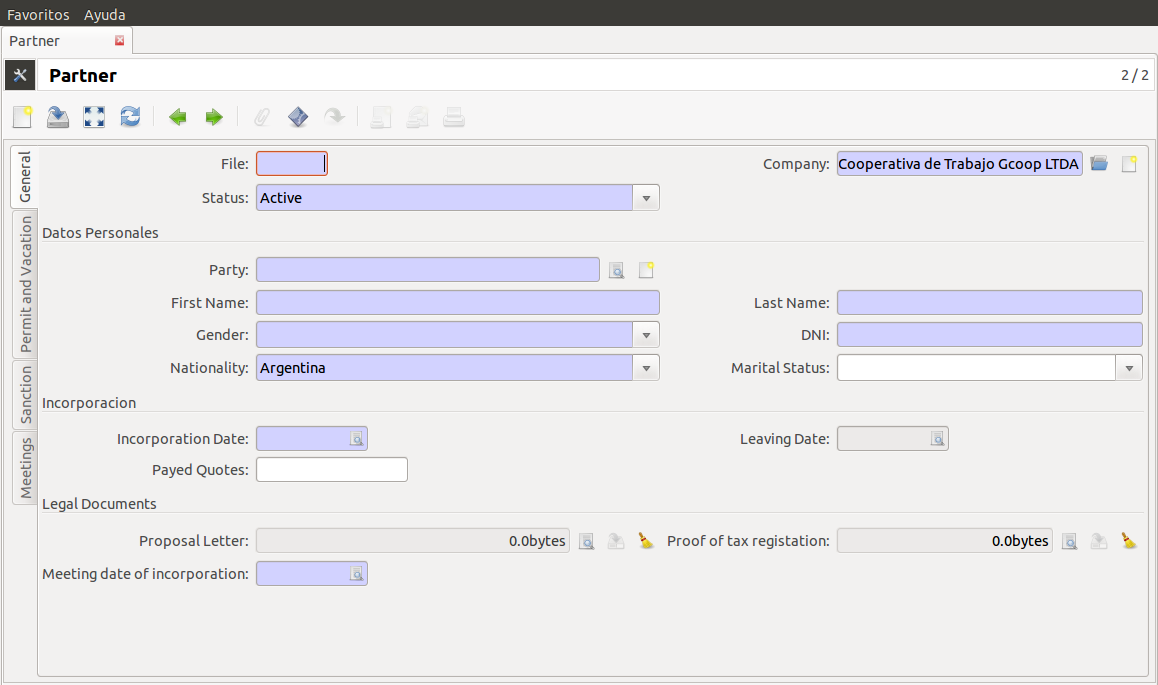 Favoritos Ayuda
Partner
Partner 2 / 2
General
Permit and Vacation
Sanction
Meetings
File: Company: Cooperativa de Trabajo Gcoop LTDA
Status: Active
Datos Personales
Party:
First Name: Last Name:
Gender: DNI:
Nationality: Argentina Marital Status:
Incorporacion
Incorporation Date: Leaving Date:
Payed Quotes:
Legal Documents
Proposal Letter: 0.0bytes Proof of tax registation: 0.0bytes
Meeting date of incorporation: